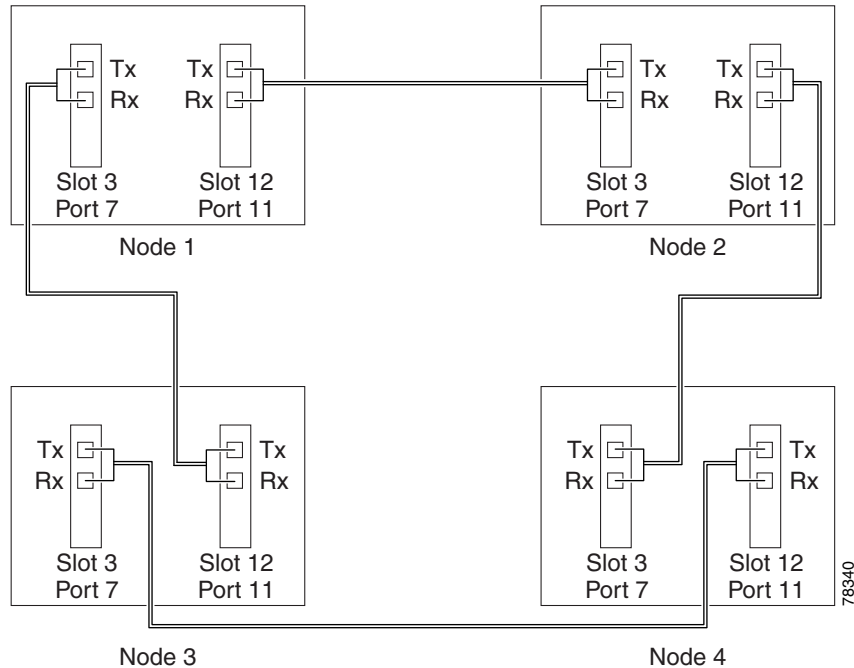 Tx Tx Tx Tx
Rx Rx Rx Rx
Slot 3 Slot 12 Slot 3 Slot 12
Port 7 Port 11 Port 7 Port 11
Node 1 Node 2
Tx Tx Tx Tx
Rx Rx Rx Rx
Slot 3 Slot 12 Slot 3 Slot 12
Port 7 Port 11 Port 7 Port 11
78340
Node 3 Node 4